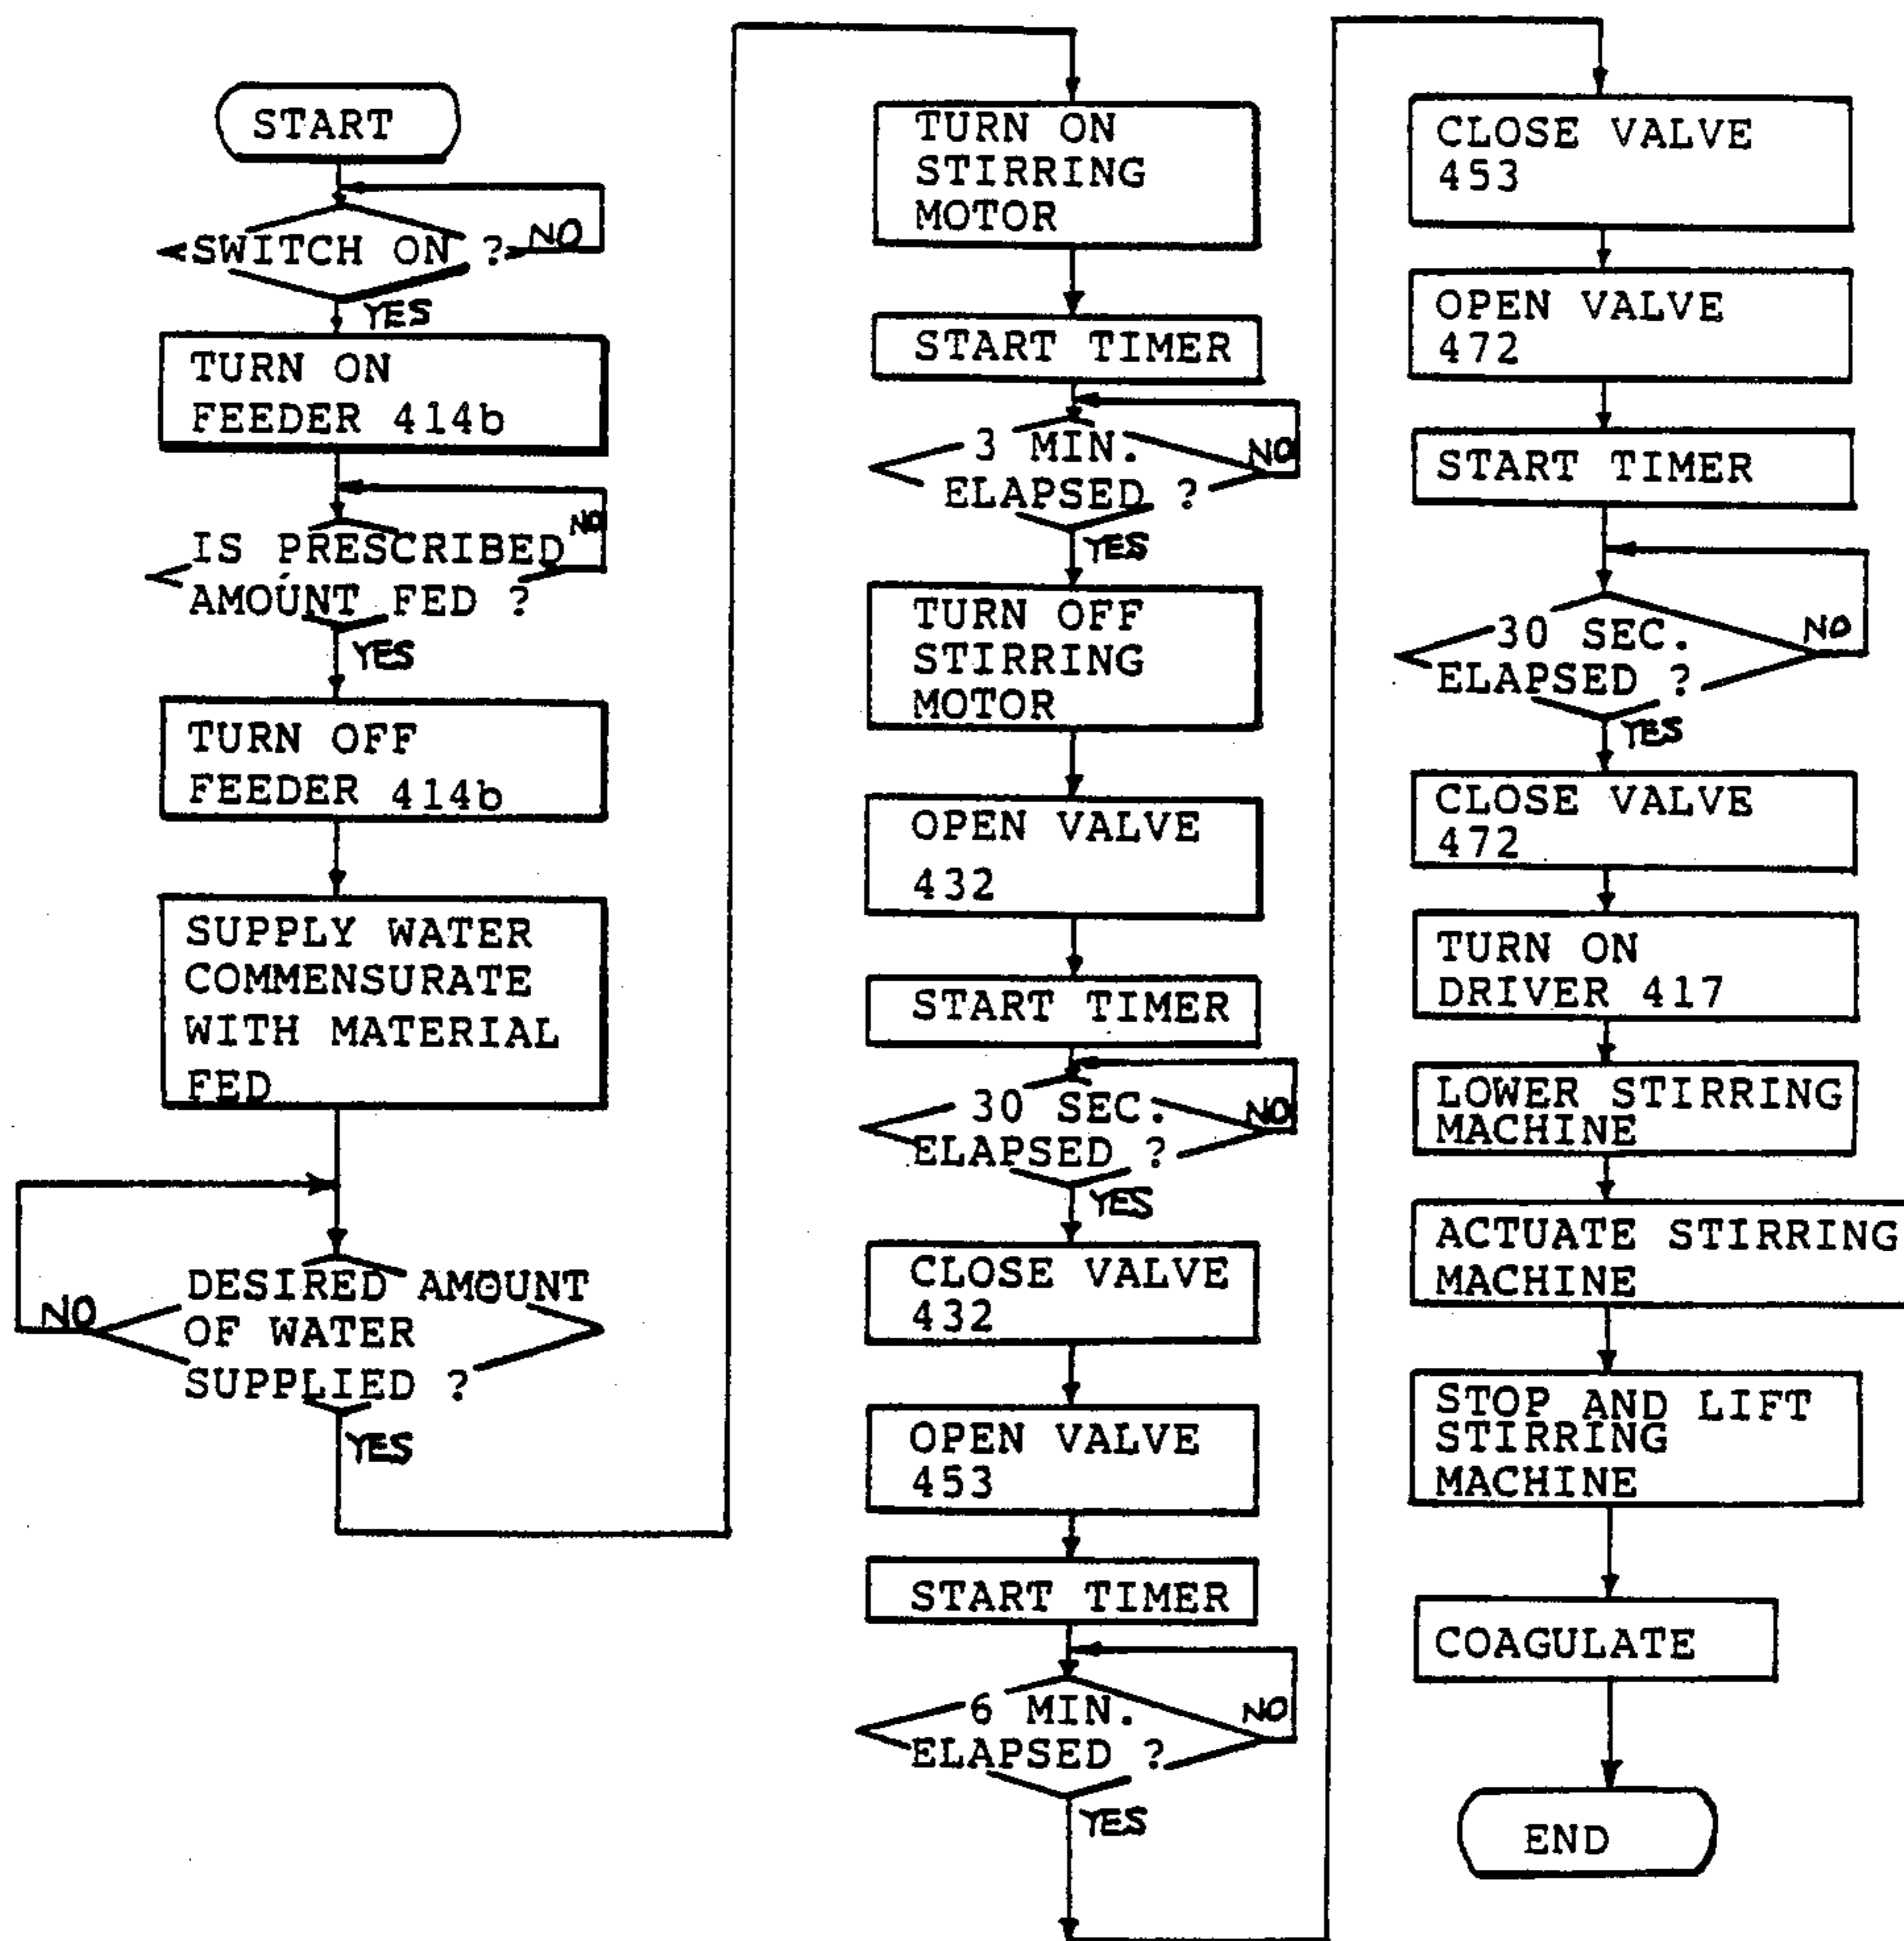 START
SWITCH ON ?
NO
YES
TURN ON
FEEDER 414b
IS PRESCRIBED
AMOUNT FED ?
NO
YES
TURN OFF
FEEDER 414b
SUPPLY WATER
COMMENSURATE
WITH MATERIAL
FED
DESIRED AMOUNT
OF WATER
SUPPLIED ?
NO
YES
TURN ON
STIRRING
MOTOR
START TIMER
3 MIN.
ELAPSED ?
NO
YES
TURN OFF
STIRRING
MOTOR
OPEN VALVE
432
START TIMER
30 SEC.
ELAPSED ?
NO
YES
CLOSE VALVE
432
OPEN VALVE
453
START TIMER
6 MIN.
ELAPSED ?
NO
YES
CLOSE VALVE
453
OPEN VALVE
472
START TIMER
30 SEC.
ELAPSED ?
NO
YES
CLOSE VALVE
472
TURN ON
DRIVER 417
LOWER STIRRING
MACHINE
ACTUATE STIRRING
MACHINE
STOP AND LIFT
STIRRING
MACHINE
COAGULATE
END